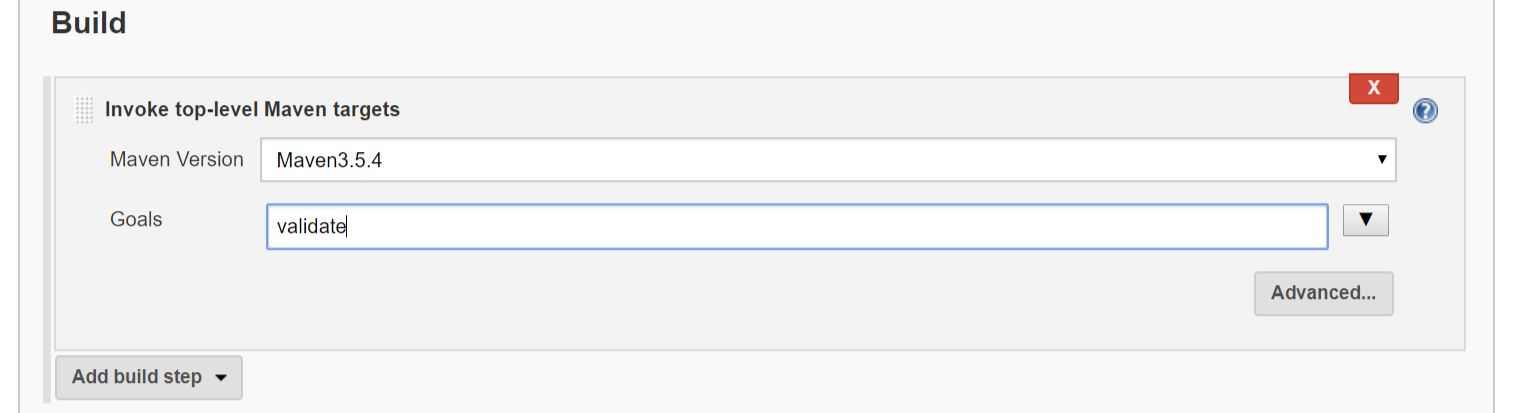 Build
Invoke top-level Maven targets
X
?
Maven Version
Maven3.5.4
Goals
validate
Advanced...
Add build step